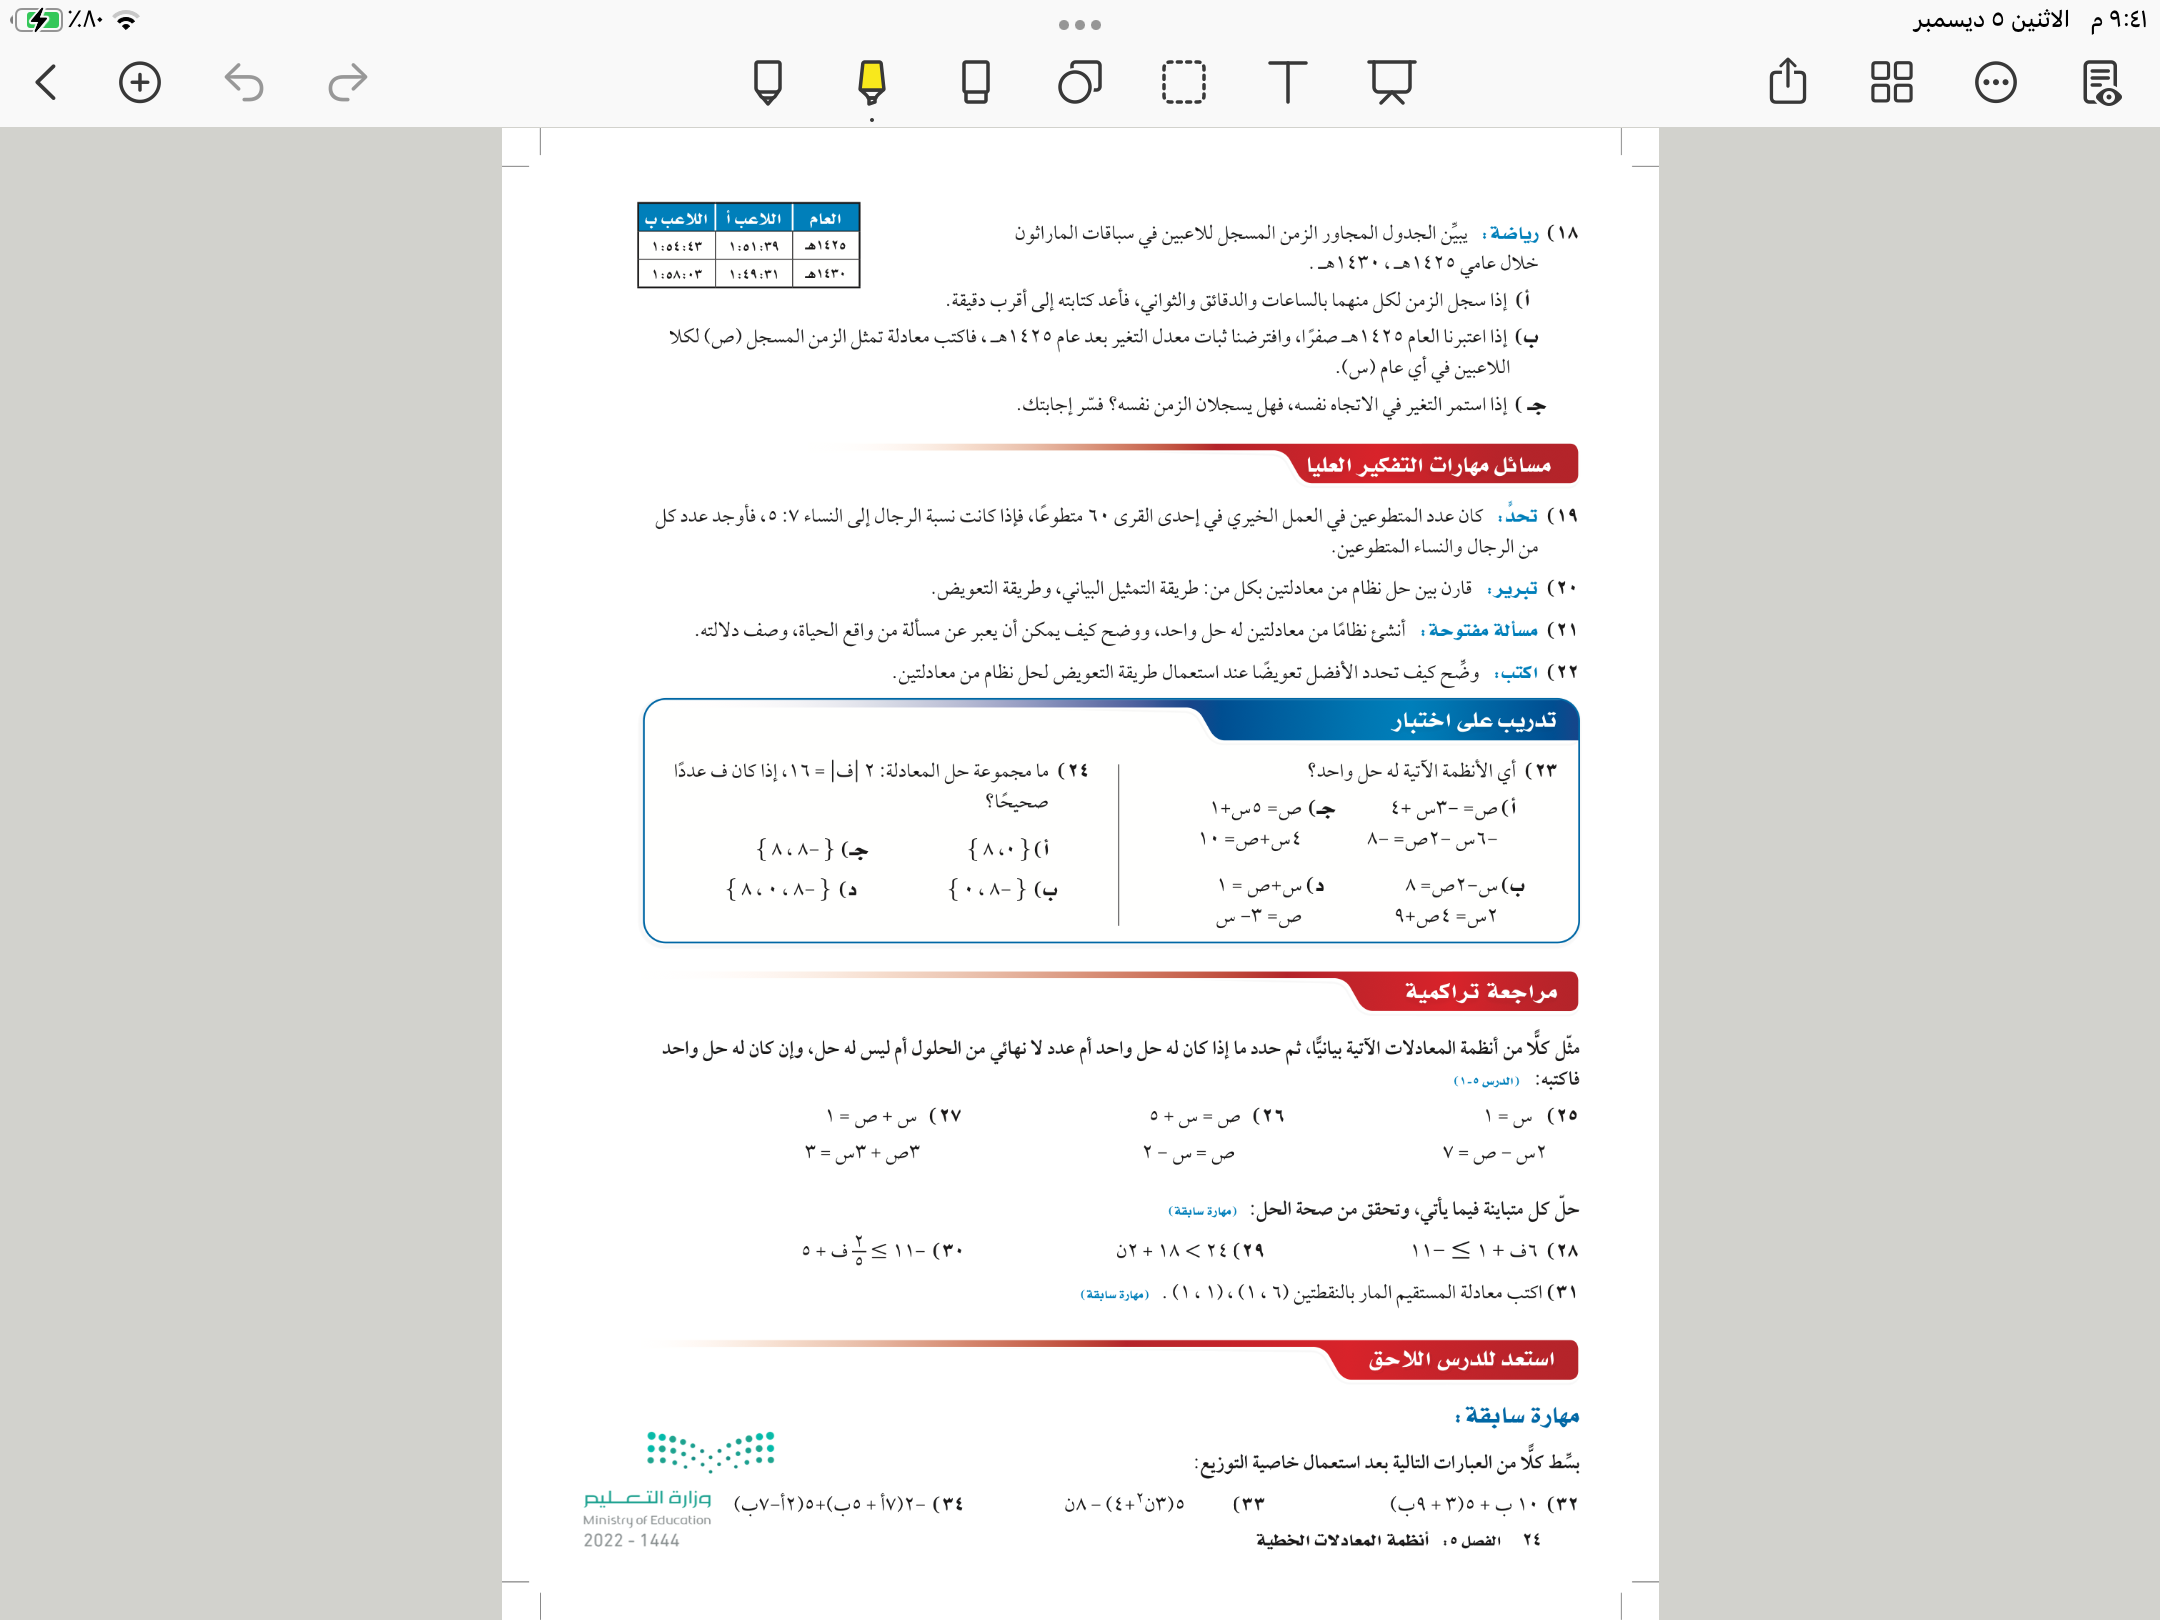 ٩:٤١ م الاثنين ٥ ديسمبر
٪٨٠
العام اللاعب أ اللاعب ب
١٤٢٥هـ ١:٥١:٣٩ ١:٥٤:٤٣
١٤٣٠هـ ١:٤٩:٣١ ١:٥٨:٠٣
١٨) رياضة: يبيِّن الجدول المجاور الزمن المسجل للاعبين في سباقات الماراثون
خلال عامي ١٤٢٥هـ ، ١٤٣٠هـ .
أ) إذا سجل الزمن لكل منهما بالساعات والدقائق والثواني، فأعد كتابته إلى أقرب دقيقة.
ب) إذا اعتبرنا العام ١٤٢٥هـ صفرًا، وافترضنا ثبات معدل التغير بعد عام ١٤٢٥هـ ، فاكتب معادلة تمثل الزمن المسجل (ص) لكلا
اللاعبين في أي عام (س).
جـ) إذا استمر التغير في الاتجاه نفسه، فهل يسجلان الزمن نفسه؟ فسّر إجابتك.
مسائل مهارات التفكير العليا
١٩) تحدٍّ: كان عدد المتطوعين في العمل الخيري في إحدى القرى ٦٠ متطوعًا، فإذا كانت نسبة الرجال إلى النساء ٧: ٥، فأوجد عدد كل
من الرجال والنساء المتطوعين.
٢٠) تبرير: قارن بين حل نظام من معادلتين بكل من: طريقة التمثيل البياني، وطريقة التعويض.
٢١) مسألة مفتوحة: أنشئ نظامًا من معادلتين له حل واحد، ووضح كيف يمكن أن يعبر عن مسألة من واقع الحياة، وصف دلالته.
٢٢) اكتب: وضِّح كيف تحدد الأفضل تعويضًا عند استعمال طريقة التعويض لحل نظام من معادلتين.
تدريب على اختبار
٢٣) أي الأنظمة الآتية له حل واحد؟
أ) ص= –٣س +٤ جـ) ص= ٥س+١
–٦س –٢ص= –٨ ٤س+ص= ١٠
ب) س–٢ص= ٨ د) س+ص = ١
٢س= ٤ص+٩ ص= ٣– س
٢٤) ما مجموعة حل المعادلة: ٢ |ف| = ١٦، إذا كان ف عددًا
صحيحًا؟
أ) {٠، ٨} جـ) {–٨، ٨}
ب) {–٨، ٠} د) {–٨، ٠، ٨}
مراجعة تراكمية
مثّل كلًّا من أنظمة المعادلات الآتية بيانيًّا، ثم حدد ما إذا كان له حل واحد أم عدد لا نهائي من الحلول أم ليس له حل، وإن كان له حل واحد
فاكتبه: (الدرس ٥-١)
٢٥) س = ١ ٢٦) ص = س + ٥ ٢٧) س + ص = ١
٢س – ص = ٧ ص = س – ٢ ٣ص + ٣س = ٣
حلّ كل متباينة فيما يأتي، وتحقق من صحة الحل: (مهارة سابقة)
٢٨) ٦ف + ١ ≥ –١١ ٢٩) ٢٤ > ١٨ + ٢ن ٣٠) –١١ ≥ ٢/٥ ف + ٥
٣١) اكتب معادلة المستقيم المار بالنقطتين (٦ ، ١)، (١ ، ١) . (مهارة سابقة)
استعد للدرس اللاحق
مهارة سابقة:
بسِّط كلًّا من العبارات التالية بعد استعمال خاصية التوزيع:
٣٢) ١٠ ب + ٥(٣ + ٩ب) ٣٣) ٥(٣ن²+٤) – ٨ن ٣٤) –٢(٧أ + ٥ب)+٥(٢أ–٧ب)
٢٤ الفصل ٥: أنظمة المعادلات الخطية
وزارة التعـــليم
Ministry of Education
2022 - 1444